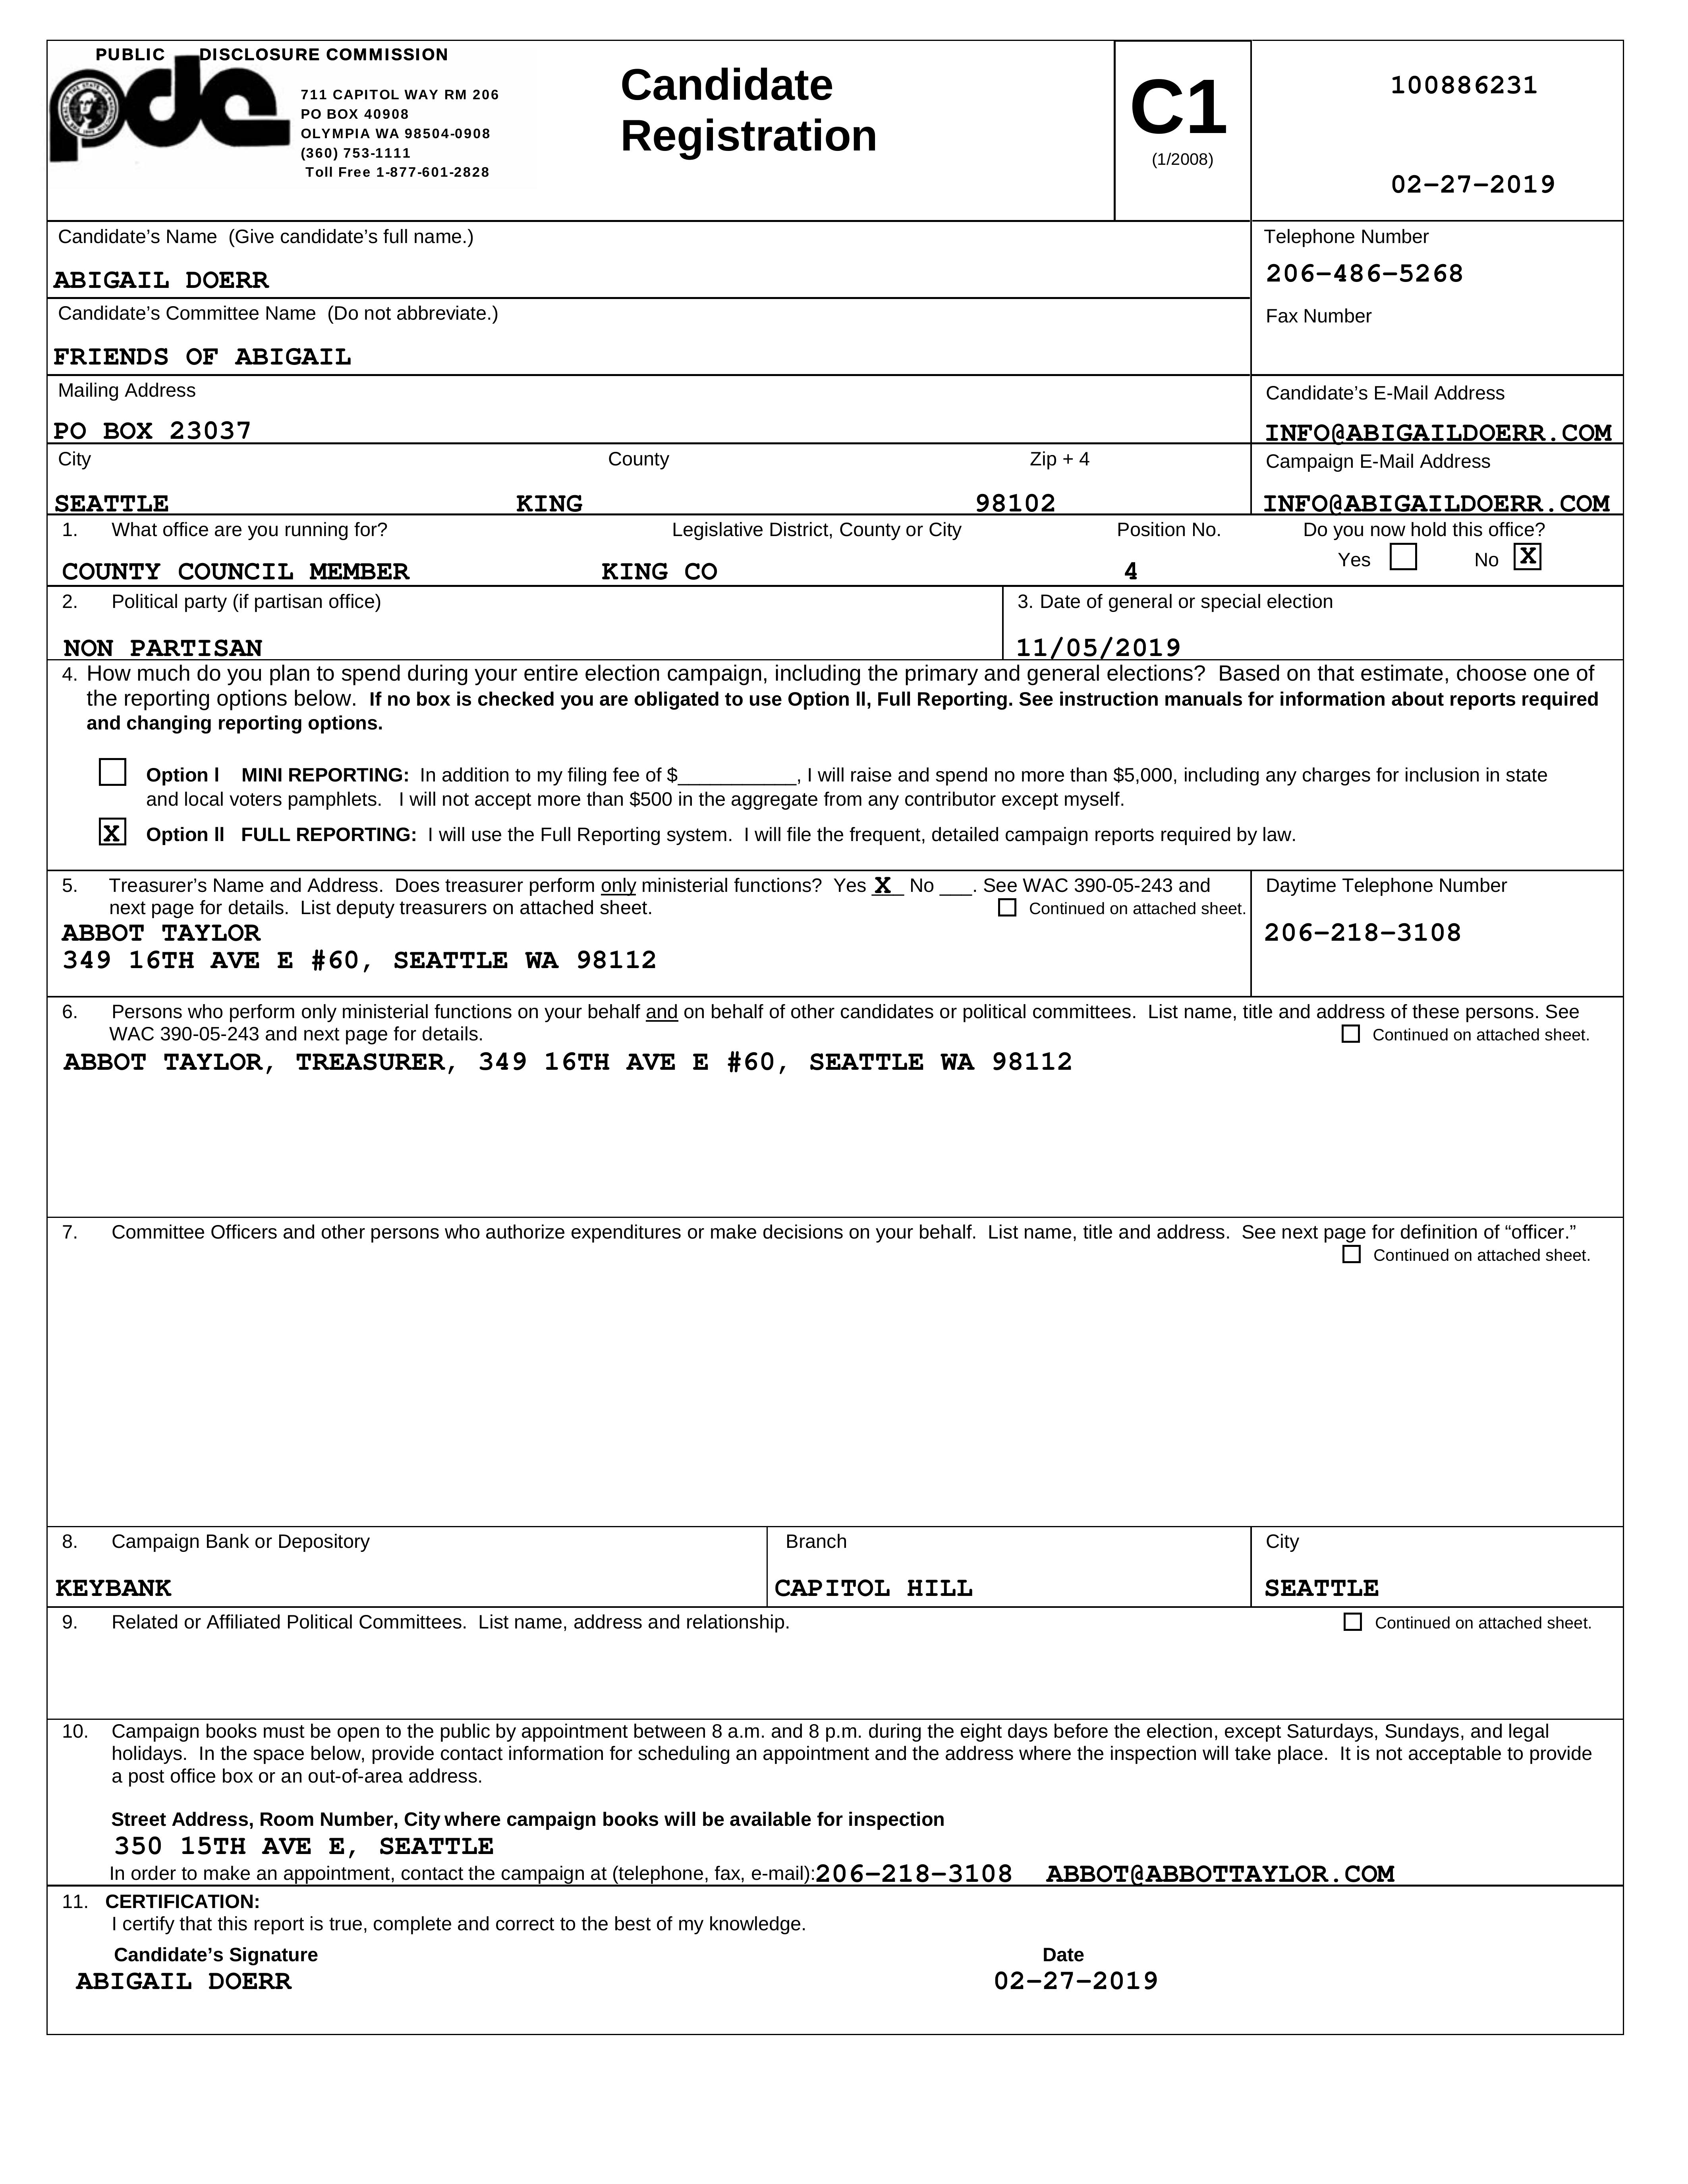 PUBLIC DISCLOSURE COMMISSION
pdc
711 CAPITOL WAY RM 206
PO BOX 40908
OLYMPIA WA 98504-0908
(360) 753-1111
Toll Free 1-877-601-2828
Candidate
Registration
C1
(1/2008)
100886231
02-27-2019
Candidate’s Name (Give candidate’s full name.)
ABIGAIL DOERR
Telephone Number
206-486-5268
Candidate’s Committee Name (Do not abbreviate.)
FRIENDS OF ABIGAIL
Fax Number
Mailing Address
PO BOX 23037
Candidate’s E-Mail Address
INFO@ABIGAILDOERR.COM
City County Zip + 4
SEATTLE KING 98102
Campaign E-Mail Address
INFO@ABIGAILDOERR.COM
1. What office are you running for? Legislative District, County or City Position No. Do you now hold this office?
Yes No X
COUNTY COUNCIL MEMBER KING CO 4
2. Political party (if partisan office)
NON PARTISAN
3. Date of general or special election
11/05/2019
4. How much do you plan to spend during your entire election campaign, including the primary and general elections? Based on that estimate, choose one of
the reporting options below. If no box is checked you are obligated to use Option ll, Full Reporting. See instruction manuals for information about reports required
and changing reporting options.
Option l MINI REPORTING: In addition to my filing fee of $___________, I will raise and spend no more than $5,000, including any charges for inclusion in state
and local voters pamphlets. I will not accept more than $500 in the aggregate from any contributor except myself.
X Option ll FULL REPORTING: I will use the Full Reporting system. I will file the frequent, detailed campaign reports required by law.
5. Treasurer’s Name and Address. Does treasurer perform only ministerial functions? Yes X No ___. See WAC 390-05-243 and
next page for details. List deputy treasurers on attached sheet. Continued on attached sheet.
ABBOT TAYLOR
349 16TH AVE E #60, SEATTLE WA 98112
Daytime Telephone Number
206-218-3108
6. Persons who perform only ministerial functions on your behalf and on behalf of other candidates or political committees. List name, title and address of these persons. See
WAC 390-05-243 and next page for details. Continued on attached sheet.
ABBOT TAYLOR, TREASURER, 349 16TH AVE E #60, SEATTLE WA 98112
7. Committee Officers and other persons who authorize expenditures or make decisions on your behalf. List name, title and address. See next page for definition of “officer.”
Continued on attached sheet.
8. Campaign Bank or Depository Branch City
KEYBANK CAPITOL HILL SEATTLE
9. Related or Affiliated Political Committees. List name, address and relationship. Continued on attached sheet.
10. Campaign books must be open to the public by appointment between 8 a.m. and 8 p.m. during the eight days before the election, except Saturdays, Sundays, and legal
holidays. In the space below, provide contact information for scheduling an appointment and the address where the inspection will take place. It is not acceptable to provide
a post office box or an out-of-area address.
Street Address, Room Number, City where campaign books will be available for inspection
350 15TH AVE E, SEATTLE
In order to make an appointment, contact the campaign at (telephone, fax, e-mail):206-218-3108 ABBOT@ABBOTTAYLOR.COM
11. CERTIFICATION:
I certify that this report is true, complete and correct to the best of my knowledge.
Candidate’s Signature Date
ABIGAIL DOERR 02-27-2019